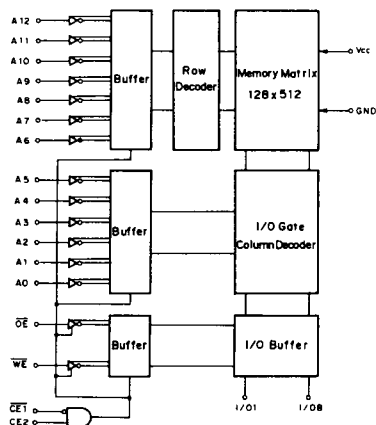 A12
A11
A10
A9
A8
A7
A6
Buffer
Row
Decoder
Memory Matrix
128 x 512
Vcc
GND
A5
A4
A3
A2
A1
A0
Buffer
I/O Gate
Column Decoder
OE
WE
Buffer
I/O Buffer
CE1
CE2
I/O1
I/O8